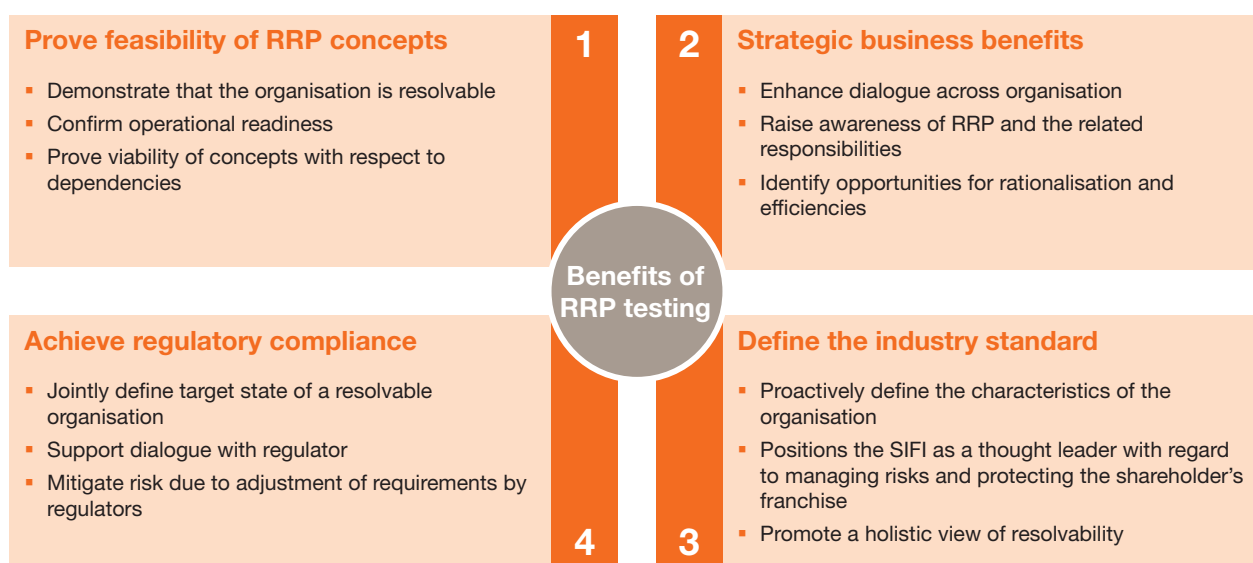 Prove feasibility of RRP concepts
▪ Demonstrate that the organisation is resolvable
▪ Confirm operational readiness
▪ Prove viability of concepts with respect to
dependencies
1
2
Strategic business benefits
▪ Enhance dialogue across organisation
▪ Raise awareness of RRP and the related
responsibilities
▪ Identify opportunities for rationalisation and
efficiencies
Benefits of
RRP testing
Achieve regulatory compliance
▪ Jointly define target state of a resolvable
organisation
▪ Support dialogue with regulator
▪ Mitigate risk due to adjustment of requirements by
regulators
4
3
Define the industry standard
▪ Proactively define the characteristics of the
organisation
▪ Positions the SIFI as a thought leader with regard
to managing risks and protecting the shareholder’s
franchise
▪ Promote a holistic view of resolvability